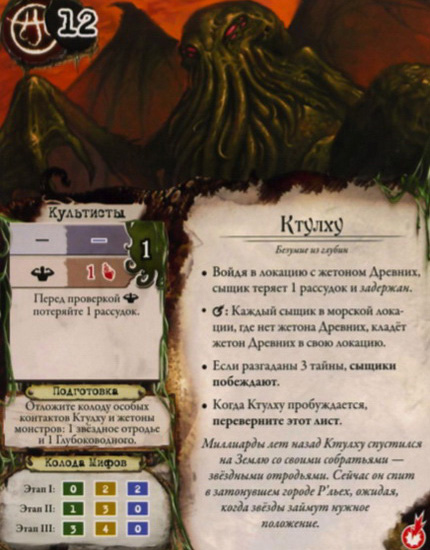 12
Культисты
Ктулху
Безумие из глубин
— —
1
1
Перед проверкой
потеряйте 1 рассудок.
Подготовка
Отложите колоду особых
контактов Ктулху и жетоны
монстров: 1 звёздное отродье
и 1 Глубоководного.
Колода Мифов
Этап I: 0 2 2
Этап II: 1 3 0
Этап III: 3 4 0
• Войдя в локацию с жетоном Древних,
сыщик теряет 1 рассудок и задержан.
• : Каждый сыщик в морской лока-
ции, где нет жетона Древних, кладёт
жетон Древних в свою локацию.
• Если разгаданы 3 тайны, сыщики
побеждают.
• Когда Ктулху пробуждается,
переверните этот лист.
Миллиарды лет назад Ктулху спустился
на Землю со своими собратьями —
звёздными отродьями. Сейчас он спит
в затонувшем городе Р'льех, ожидая,
когда звёзды займут нужное
положение.